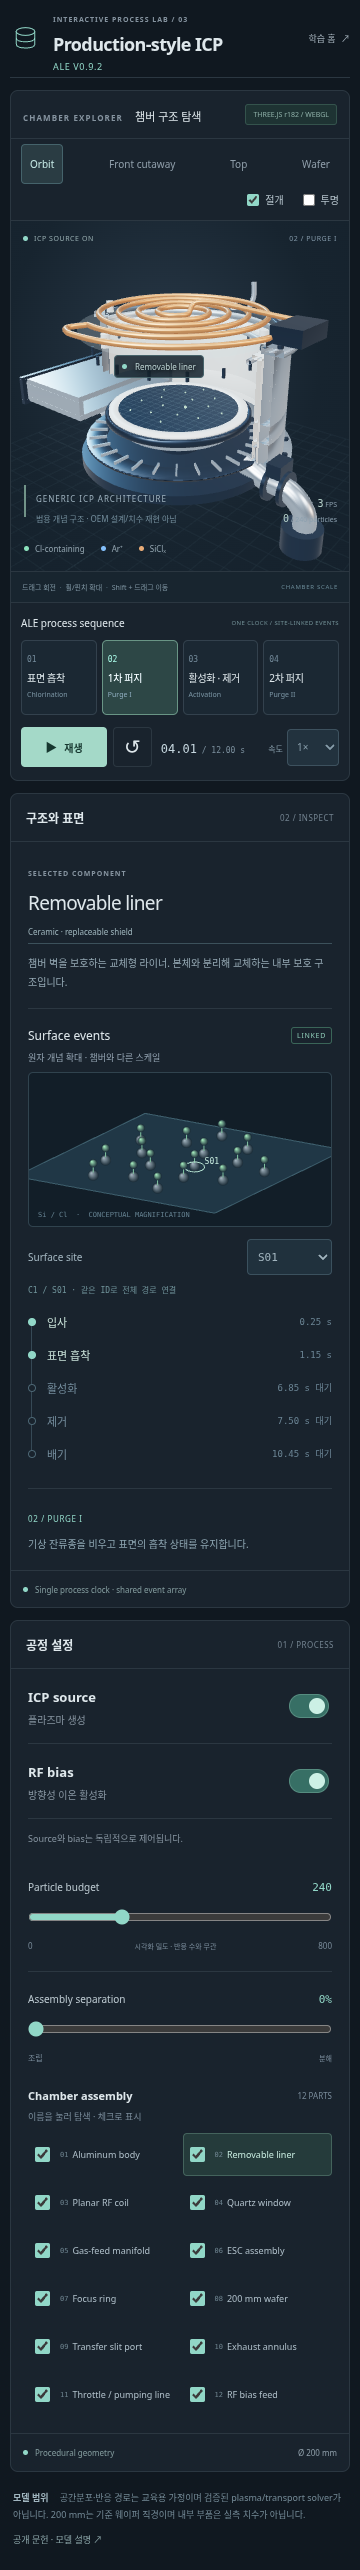 INTERACTIVE PROCESS LAB / 03
Production-style ICP
ALE V0.9.2
학습 홈 ↗
CHAMBER EXPLORER 챔버 구조 탐색
THREE.JS r182 / WEBGL
Orbit Front cutaway Top Wafer
절개 투명
ICP SOURCE ON 02 / PURGE I
Removable liner
GENERIC ICP ARCHITECTURE
범용 개념 구조 · OEM 설계/치수 재현 아님
3 FPS
0
Cl-containing Ar⁺ SiClₓ
드래그 회전 · 휠/핀치 확대 · Shift + 드래그 이동 CHAMBER SCALE
ALE process sequence ONE CLOCK / SITE-LINKED EVENTS
01 02 03 04
표면 흡착 1차 퍼지 활성화 · 제거 2차 퍼지
Chlorination Purge I Activation Purge II
▶ 재생 ↺ 04.01 / 12.00 s 속도 1×
구조와 표면 02 / INSPECT
SELECTED COMPONENT
Removable liner
Ceramic · replaceable shield
챔버 벽을 보호하는 교체형 라이너. 본체와 분리해 교체하는 내부 보호 구
조입니다.
Surface events LINKED
원자 개념 확대 · 챔버와 다른 스케일
S01
Si / Cl · CONCEPTUAL MAGNIFICATION
Surface site S01
C1 / S01 · 같은 ID로 전체 경로 연결
입사 0.25 s
표면 흡착 1.15 s
활성화 6.85 s 대기
제거 7.50 s 대기
배기 10.45 s 대기
02 / PURGE I
기상 잔류종을 비우고 표면의 흡착 상태를 유지합니다.
Single process clock · shared event array
공정 설정 01 / PROCESS
ICP source
플라즈마 생성
RF bias
방향성 이온 활성화
Source와 bias는 독립적으로 제어됩니다.
Particle budget 240
0 시각화 밀도 · 반응 수와 무관 800
Assembly separation 0%
조립 분해
Chamber assembly 12 PARTS
이름을 눌러 탐색 · 체크로 표시
01 Aluminum body 02 Removable liner
03 Planar RF coil 04 Quartz window
05 Gas-feed manifold 06 ESC assembly
07 Focus ring 08 200 mm wafer
09 Transfer slit port 10 Exhaust annulus
11 Throttle / pumping line 12 RF bias feed
Procedural geometry Ø 200 mm
모델 범위 공간분포·반응 경로는 교육용 가정이며 검증된 plasma/transport solver가
아닙니다. 200 mm는 기준 웨이퍼 직경이며 내부 부품은 실측 치수가 아닙니다.
공개 문헌 · 모델 설명 ↗